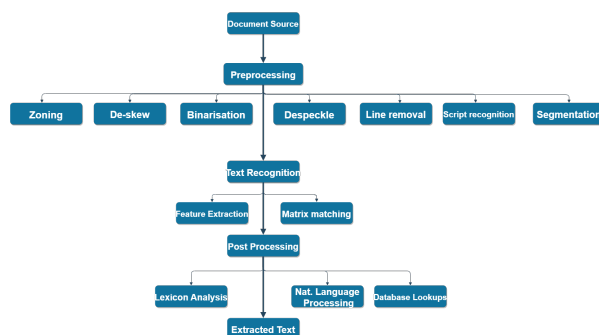 Document Source
Preprocessing
Zoning
De-skew
Binarisation
Despeckle
Line removal
Script recognition
Segmentation
Text Recognition
Feature Extraction
Matrix matching
Post Processing
Lexicon Analysis
Nat. Language
Processing
Database Lookups
Extracted Text